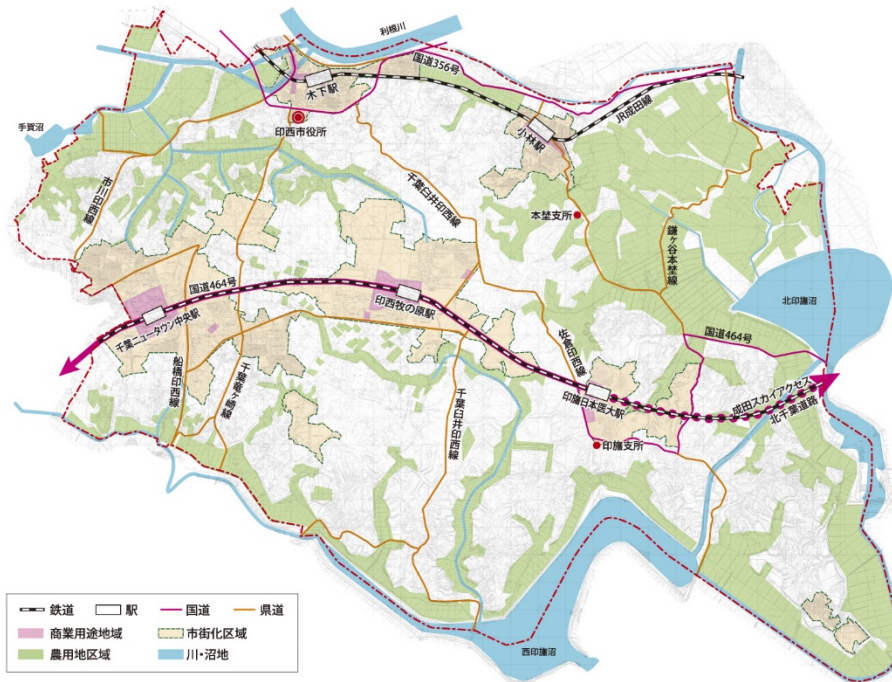 利根川
国道356号
木下駅
JR成田線
手賀沼
印西市役所
小林駅
市川印西線
千葉臼井印西線
本埜支所
鎌ケ谷本埜線
国道464号
北印旛沼
印西牧の原駅
千葉ニュータウン中央駅
国道464号
佐倉印西線
船橋印西線
千葉竜ヶ崎線
印旛日本医大駅
成田スカイアクセス
北千葉道路
千葉臼井印西線
印旛支所
西印旛沼
鉄道 駅 国道 県道
商業用途地域 市街化区域
農用地区域 川・沼地